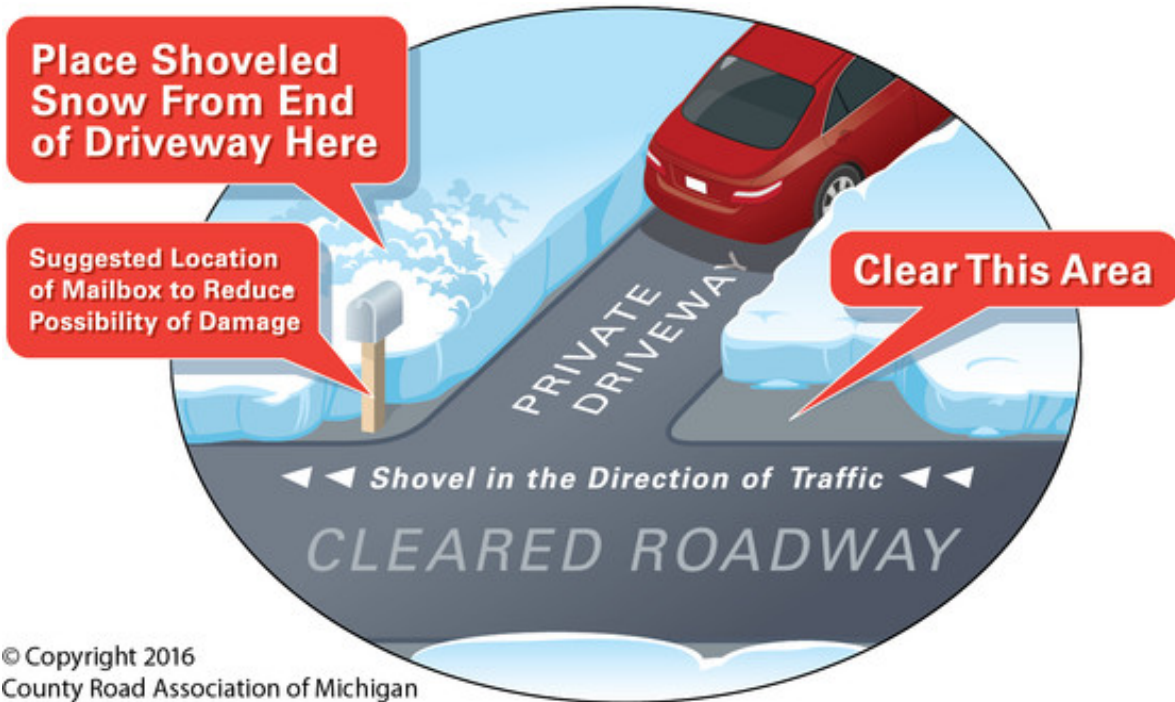 Place Shoveled
Snow From End
of Driveway Here
Suggested Location
of Mailbox to Reduce
Possibility of Damage
Clear This Area
PRIVATE
DRIVEWAY
Shovel in the Direction of Traffic
CLEARED ROADWAY
© Copyright 2016
County Road Association of Michigan